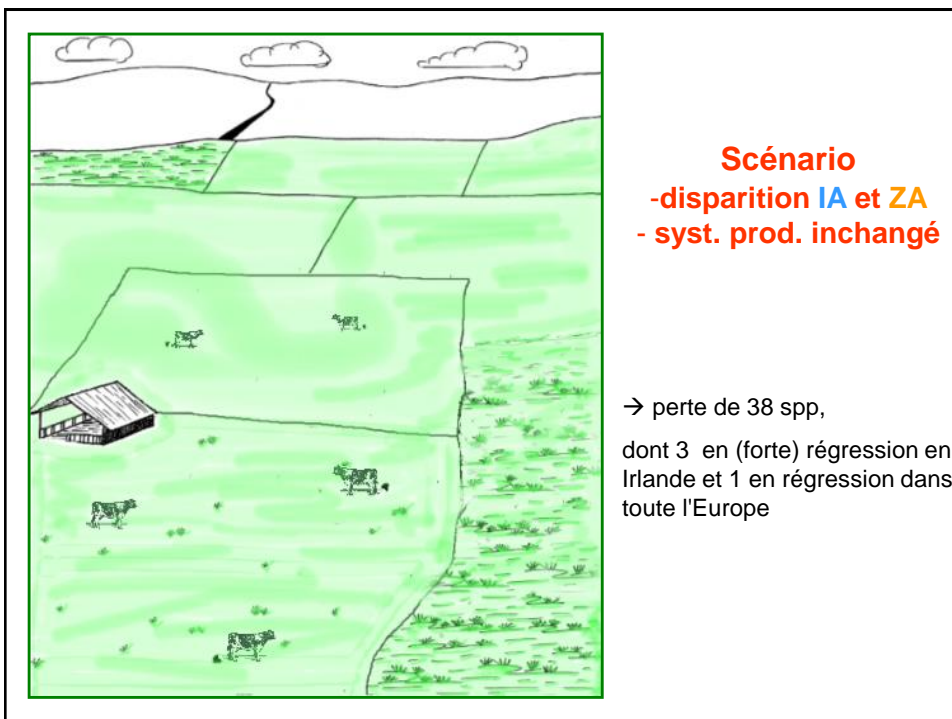 Scénario
-disparition IA et ZA
- syst. prod. inchangé
→ perte de 38 spp,
dont 3 en (forte) régression en
Irlande et 1 en régression dans
toute l'Europe